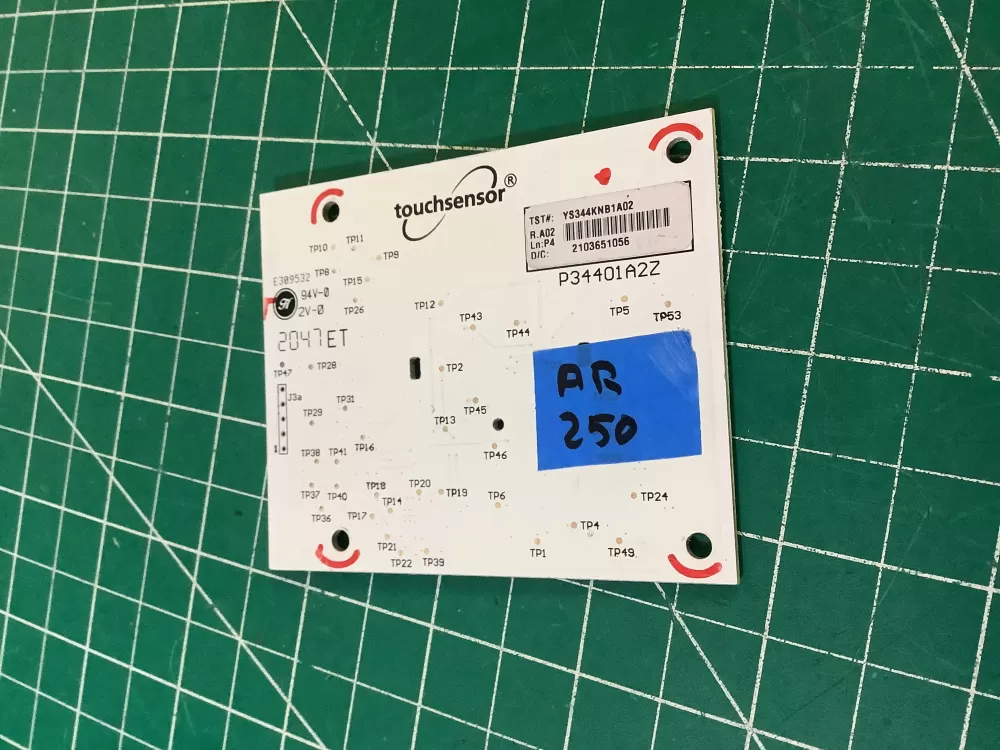 touchsensor®
TST#: YS344KNB1A02
R.A02
Ln:P4
D/C: 2103651056
P34401A2Z
TP10
TP11
TP9
E309532
TP8
TP15
94V-0
2V-0
TP26
2047ET
TP12
TP43
TP44
TP5
TP53
TP47
TP28
TP2
AR
250
J3a
TP31
TP29
TP45
TP13
1
TP16
TP46
TP38
TP41
TP37
TP40
TP18
TP20
TP19
TP14
TP6
TP24
TP36
TP17
TP4
TP21
TP22
TP39
TP1
TP49